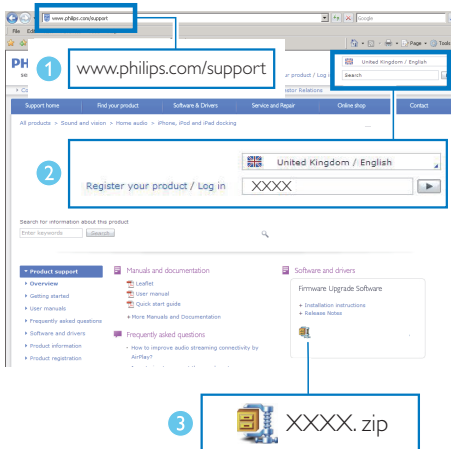 www.philips.com/support
Google
File
Page
Tools
1
www.philips.com/support
United Kingdom / English
Search
Support home
Find your product
Software & Drivers
Service and Repair
Online shop
Contact
All products > Sound and vision > Home audio > iPhone, iPod and iPad docking
2
United Kingdom / English
Register your product / Log in
XXXX
Search for information about this product
Enter keywords
Search
Product support
Overview
Getting started
User manuals
Frequently asked questions
Software and drivers
Product information
Product registration
Manuals and documentation
Leaflet
User manual
Quick start guide
+ More Manuals and Documentation
Frequently asked questions
How to improve audio streaming connectivity by
AirPlay?
Software and drivers
Firmware Upgrade Software
+ Installation instructions
+ Release Notes
3
XXXX. zip